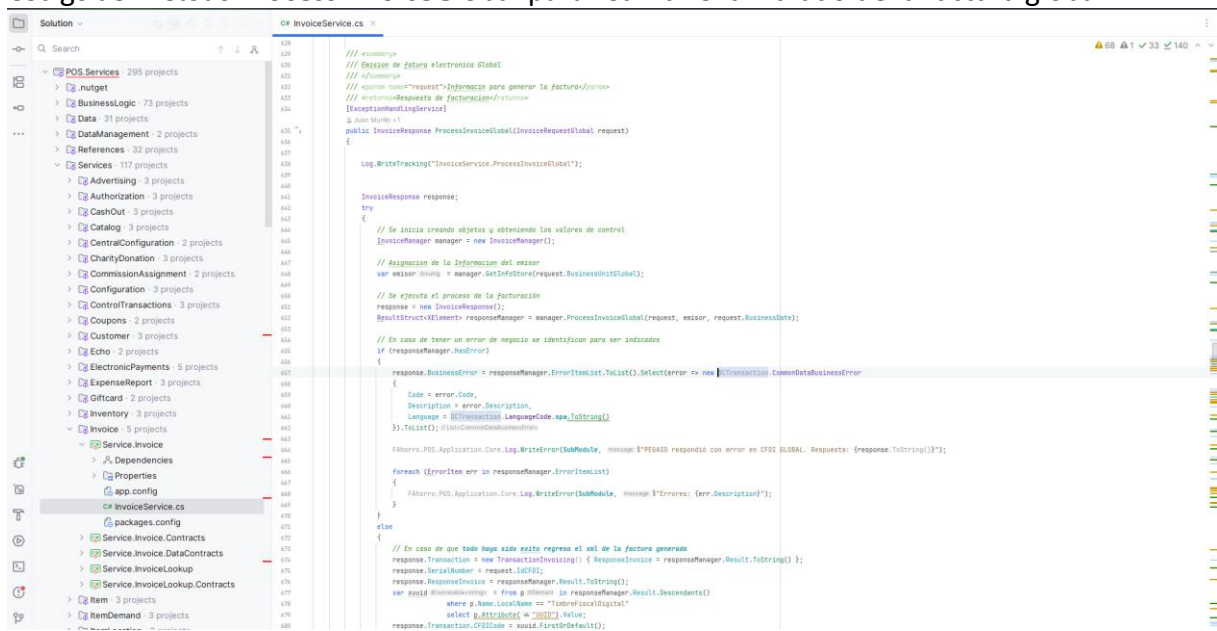 Solution
InvoiceService.cs
Search
68 1 33 140
POS.Services · 295 projects
.nutget
BusinessLogic · 73 projects
Data · 31 projects
DataManagement · 2 projects
References · 32 projects
Services · 117 projects
Advertising · 3 projects
Authorization · 3 projects
CashOut · 3 projects
Catalog · 3 projects
CentralConfiguration · 2 projects
CharityDonation · 3 projects
CommissionAssignment · 2 projects
Configuration · 3 projects
ControlTransactions · 3 projects
Coupons · 2 projects
Customer · 3 projects
Echo · 2 projects
ElectronicPayments · 5 projects
ExpenseReport · 3 projects
Giftcard · 2 projects
Inventory · 3 projects
Invoice · 5 projects
Service.Invoice
Dependencies
Properties
app.config
C# InvoiceService.cs
packages.config
Service.Invoice.Contracts
Service.Invoice.DataContracts
Service.InvoiceLookup
Service.InvoiceLookup.Contracts
Item · 3 projects
ItemDemand · 3 projects
/// <summary>
/// Emision de fatura electronica Global
/// </summary>
/// <param name="request">Informacin para generar la factura</param>
/// <returns>Respuesta de facturacion</returns>
[ExceptionHandlingService]
Juan Murillo +1
public InvoiceResponse ProcessInvoiceGlobal(InvoiceRequestGlobal request)
{
Log.WriteTracking("InvoiceService.ProcessInvoiceGlobal");
InvoiceResponse response;
try
{
// Se inicia creando objetos y obteniendo los valores de control
InvoiceManager manager = new InvoiceManager();
// Asignacion de la Informacion del emisor
var emisor = manager.GetInfoStore(request.BusinessUnitGlobal);
// Se ejecuta el proceso de la facturación
response = new InvoiceResponse();
ResultStruct<XElement> responseManager = manager.ProcessInvoiceGlobal(request, emisor, request.BusinessDate);
// En caso de tener un error de negocio se identifican para ser indicados
if (responseManager.HasError)
{
response.BusinessError = responseManager.ErrorItemList.ToList().Select(error => new DCTransaction.CommonDataBusinessError
{
Code = error.Code,
Description = error.Description,
Language = DCTransaction.LanguageCode.spa.ToString()
}).ToList();
FAhorro.POS.Application.Core.Log.WriteError(SubModule, message: $"PEGASO respondió con error en CFDI GLOBAL. Respuesta: {response.ToString()}");
foreach (ErrorItem err in responseManager.ErrorItemList)
{
FAhorro.POS.Application.Core.Log.WriteError(SubModule, message: $"Errores: {err.Description}");
}
}
else
{
// En caso de que todo haya sido exito regresa el xml de la factura generada
response.Transaction = new TransactionInvoicing() { ResponseInvoice = responseManager.Result.ToString() };
response.SerialNumber = request.IdCFDI;
response.ResponseInvoice = responseManager.Result.ToString();
var xuuid = from p in responseManager.Result.Descendants()
where p.Name.LocalName == "TimbreFiscalDigital"
select p.Attribute("UUID").Value;
response.Transaction.CFDICode = xuuid.FirstOrDefault();